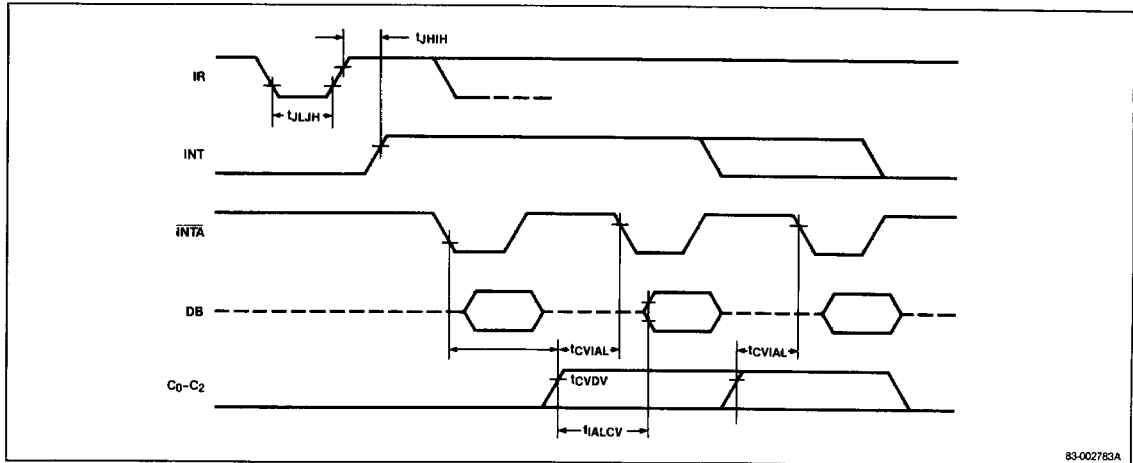 tJHIH
IR
tJLJH
INT
INTA
DB
tCVIAL
tCVIAL
C0-C2
tCVDV
tIALCV
83-002783A